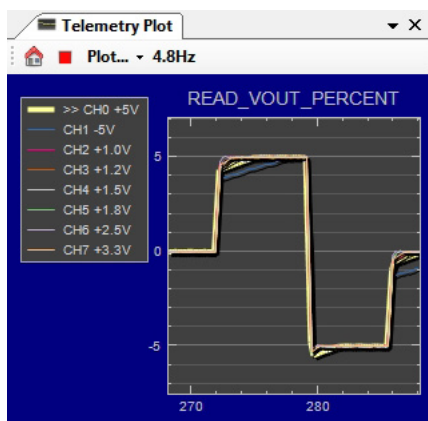 Telemetry Plot
Plot... 4.8Hz
READ_VOUT_PERCENT
>> CH0 +5V
CH1 -5V
CH2 +1.0V
CH3 +1.2V
CH4 +1.5V
CH5 +1.8V
CH6 +2.5V
CH7 +3.3V
5
0
-5
270 280